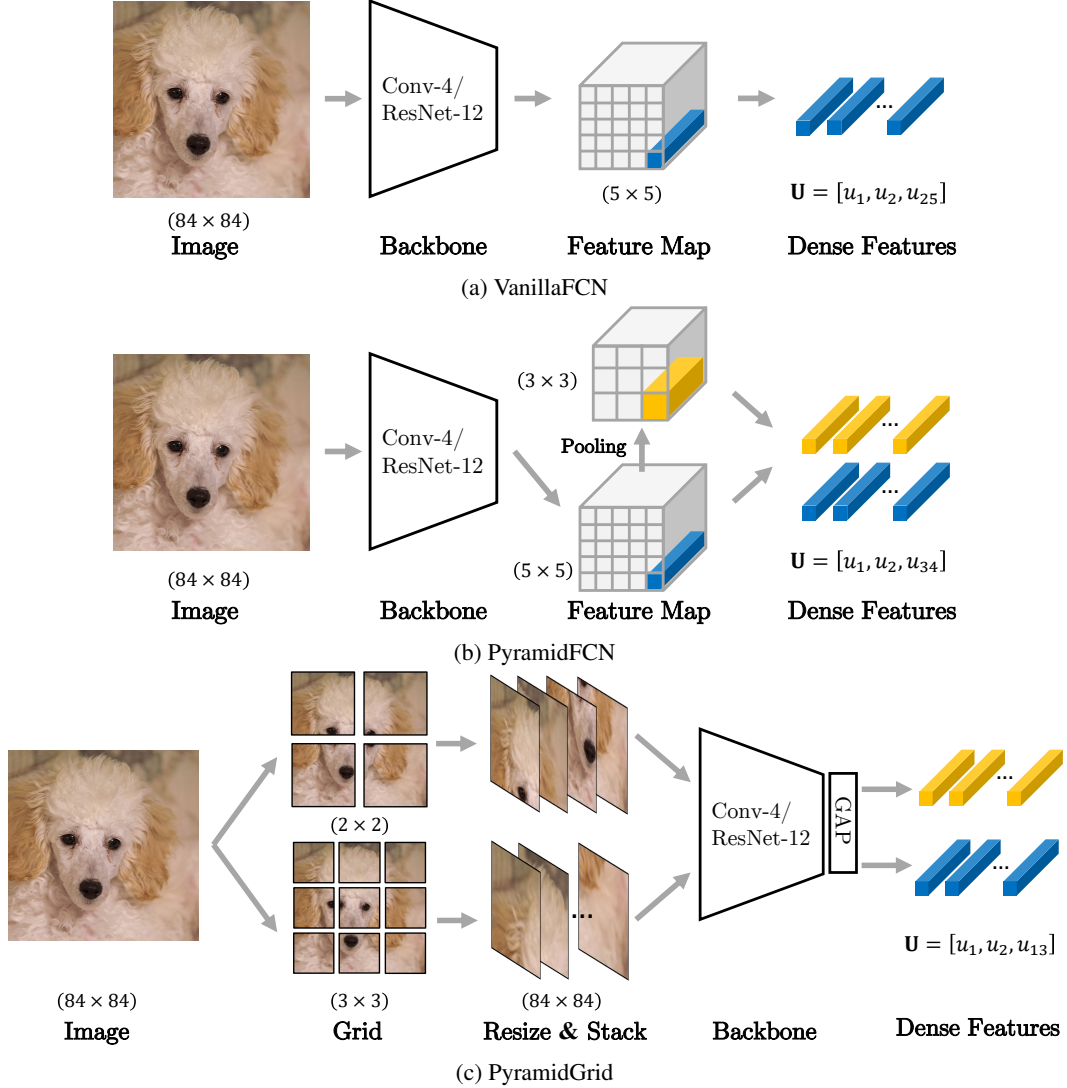 Conv-4/
ResNet-12
...
(84 × 84)
(5 × 5)
U = [u₁, u₂, u₂₅]
Image
Backbone
Feature Map
Dense Features
(a) VanillaFCN
(3 × 3)
Conv-4/
ResNet-12
Pooling
...
...
(84 × 84)
(5 × 5)
U = [u₁, u₂, u₃₄]
Image
Backbone
Feature Map
Dense Features
(b) PyramidFCN
(2 × 2)
Conv-4/
ResNet-12
GAP
...
...
...
U = [u₁, u₂, u₁₃]
(84 × 84)
(3 × 3)
(84 × 84)
Image
Grid
Resize & Stack
Backbone
Dense Features
(c) PyramidGrid